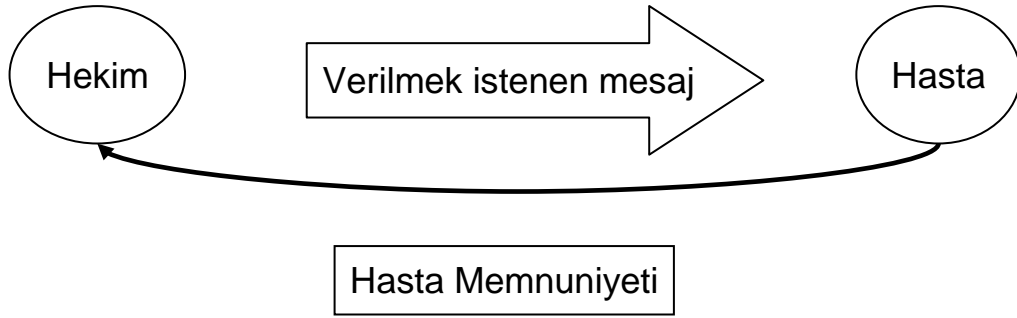 Hekim
Verilmek istenen mesaj
Hasta
Hasta Memnuniyeti